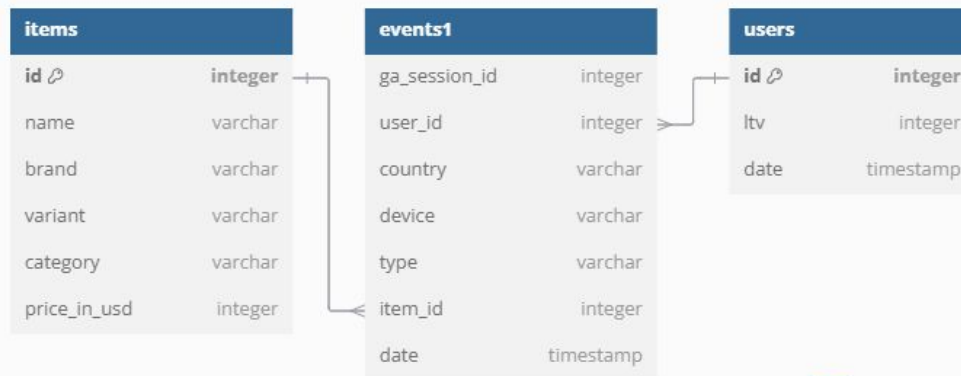 items
id integer
name varchar
brand varchar
variant varchar
category varchar
price_in_usd integer
events1
ga_session_id integer
user_id integer
country varchar
device varchar
type varchar
item_id integer
date timestamp
users
id integer
ltv integer
date timestamp